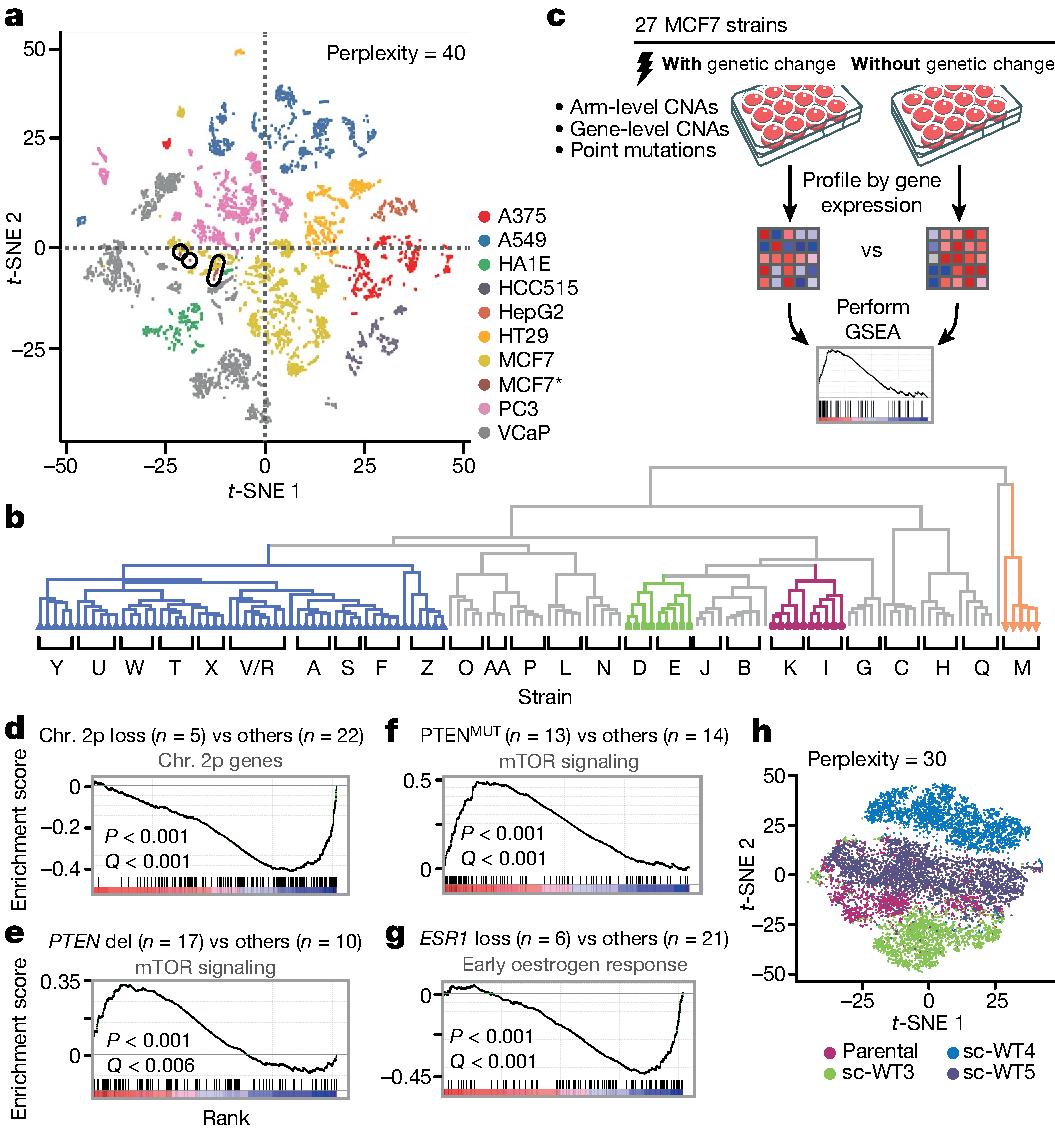 a
Perplexity = 40
50
25
0
−25
t-SNE 2
−50
−25
0
25
50
t-SNE 1
A375
A549
HA1E
HCC515
HepG2
HT29
MCF7
MCF7*
PC3
VCaP
c
27 MCF7 strains
With genetic change
Without genetic change
• Arm-level CNAs
• Gene-level CNAs
• Point mutations
Profile by gene
expression
vs
Perform
GSEA
b
Y U W T X V/R A S F Z O AA P L N D E J B K I G C H Q M
Strain
d
Chr. 2p loss (n = 5) vs others (n = 22)
Chr. 2p genes
Enrichment score
0
−0.2
−0.4
P < 0.001
Q < 0.001
f
PTENMUT (n = 13) vs others (n = 14)
mTOR signaling
0.5
0
P < 0.001
Q < 0.001
e
PTEN del (n = 17) vs others (n = 10)
mTOR signaling
Enrichment score
0.35
0
P < 0.001
Q < 0.006
Rank
g
ESR1 loss (n = 6) vs others (n = 21)
Early oestrogen response
0
−0.45
P < 0.001
Q < 0.001
h
Perplexity = 30
50
25
0
−25
−50
t-SNE 2
−25
0
25
t-SNE 1
Parental
sc-WT4
sc-WT3
sc-WT5